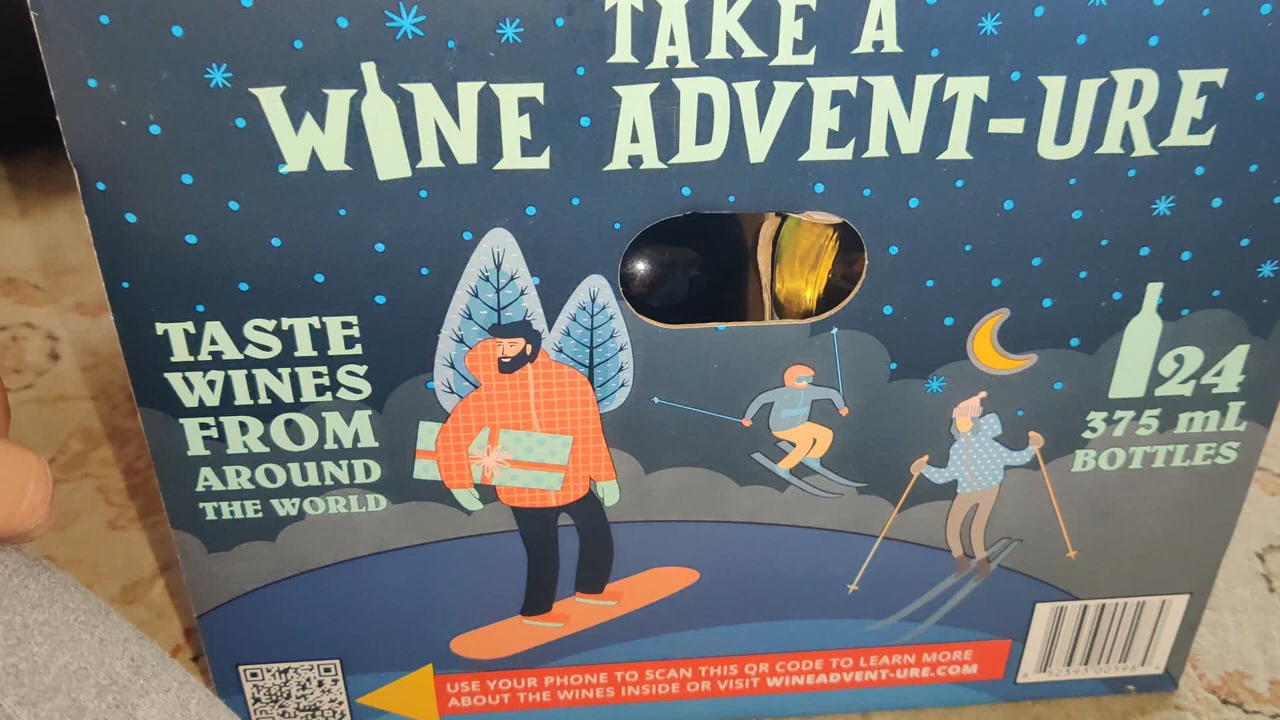 TAKE A
WINE ADVENT-URE
TASTE
WINES
FROM
AROUND
THE WORLD
24
375 mL
BOTTLES
USE YOUR PHONE TO SCAN THIS QR CODE TO LEARN MORE
ABOUT THE WINES INSIDE OR VISIT WINEADVENT-URE.COM